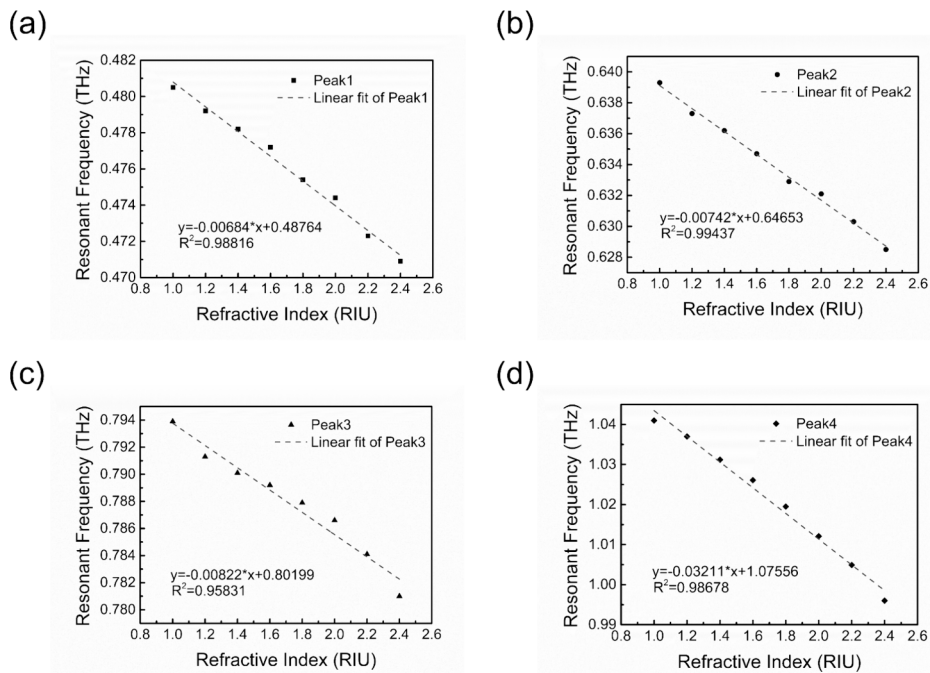 (a)
Resonant Frequency (THz)
0.482
0.480
0.478
0.476
0.474
0.472
0.470
Peak1
Linear fit of Peak1
y=-0.00684*x+0.48764
R²=0.98816
0.8 1.0 1.2 1.4 1.6 1.8 2.0 2.2 2.4 2.6
Refractive Index (RIU)
(b)
Resonant Frequency (THz)
0.640
0.638
0.636
0.634
0.632
0.630
0.628
Peak2
Linear fit of Peak2
y=-0.00742*x+0.64653
R²=0.99437
0.8 1.0 1.2 1.4 1.6 1.8 2.0 2.2 2.4 2.6
Refractive Index (RIU)
(c)
Resonant Frequency (THz)
0.794
0.792
0.790
0.788
0.786
0.784
0.782
0.780
Peak3
Linear fit of Peak3
y=-0.00822*x+0.80199
R²=0.95831
0.8 1.0 1.2 1.4 1.6 1.8 2.0 2.2 2.4 2.6
Refractive Index (RIU)
(d)
Resonant Frequency (THz)
1.04
1.03
1.02
1.01
1.00
0.99
Peak4
Linear fit of Peak4
y=-0.03211*x+1.07556
R²=0.98678
0.8 1.0 1.2 1.4 1.6 1.8 2.0 2.2 2.4 2.6
Refractive Index (RIU)